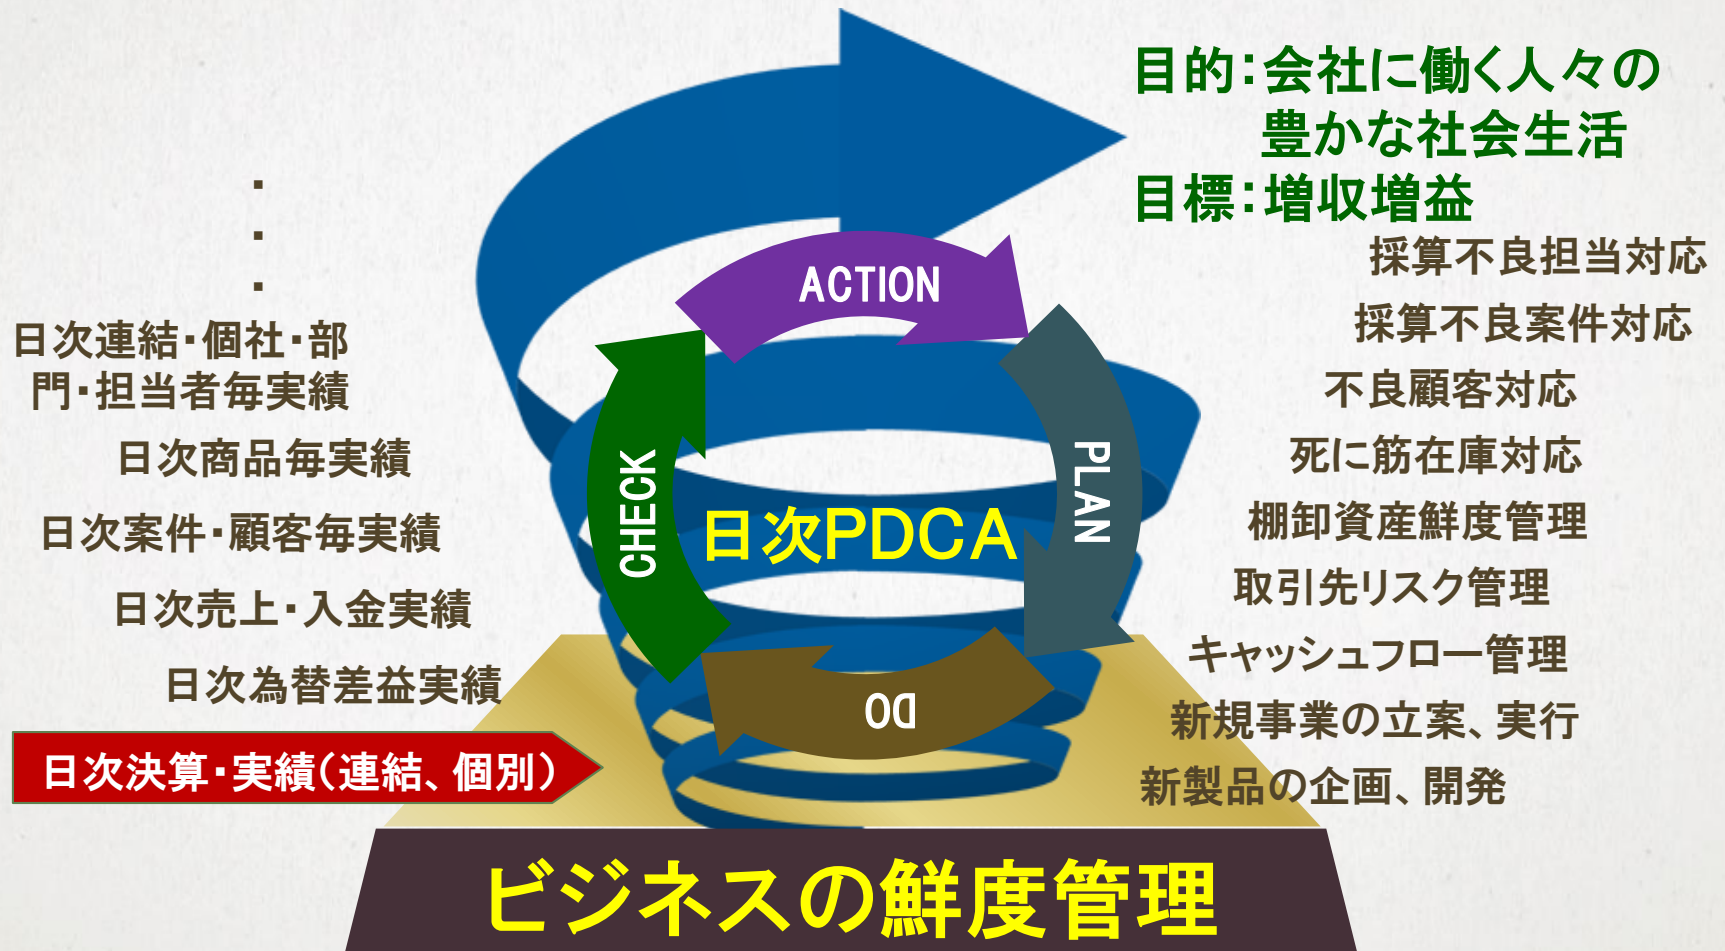 目的：会社に働く人々の
豊かな社会生活
目標：増収増益
・
・
・
日次連結・個社・部
門・担当者毎実績
日次商品毎実績
日次案件・顧客毎実績
日次売上・入金実績
日次為替差益実績
日次決算・実績（連結、個別）
ACTION
PLAN
DO
CHECK
日次PDCA
採算不良担当対応
採算不良案件対応
不良顧客対応
死に筋在庫対応
棚卸資産鮮度管理
取引先リスク管理
キャッシュフロー管理
新規事業の立案、実行
新製品の企画、開発
ビジネスの鮮度管理